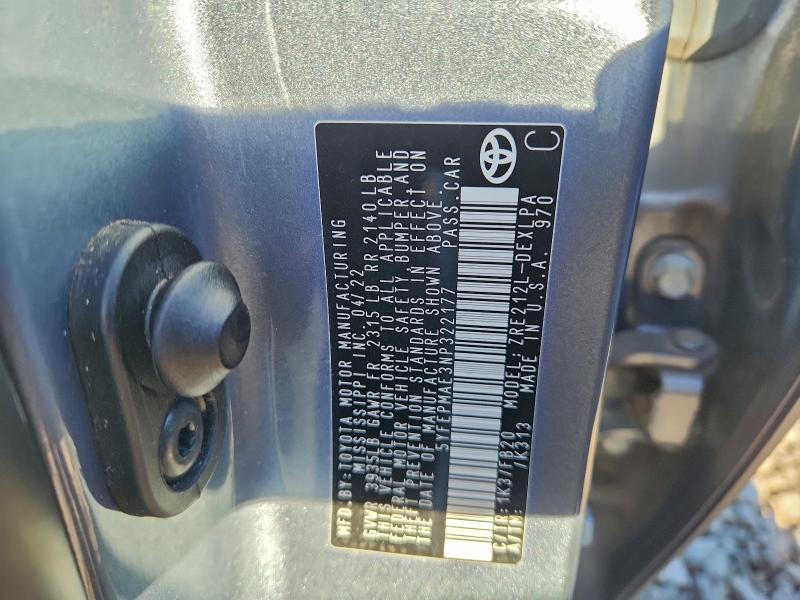 MFD.BY:TOYOTA MOTOR MANUFACTURING
MISSISSIPPI INC. 04/22
GVWR 3935LB GAWR FR 2315 LB RR 2140 LB
THIS VEHICLE CONFORMS TO ALL APPLICABLE
FEDERAL MOTOR VEHICLE SAFETY, BUMPER, AND
THEFT PREVENTION STANDARDS IN EFFECT ON
THE DATE OF MANUFACTURE SHOWN ABOVE.
5YFEPMAE3NP322177 PASS.CAR
C/TR: 1K3/FB20 MODEL: ZRE212L-DEXLPA
A/TM: /K313 MADE IN U.S.A. 970
C